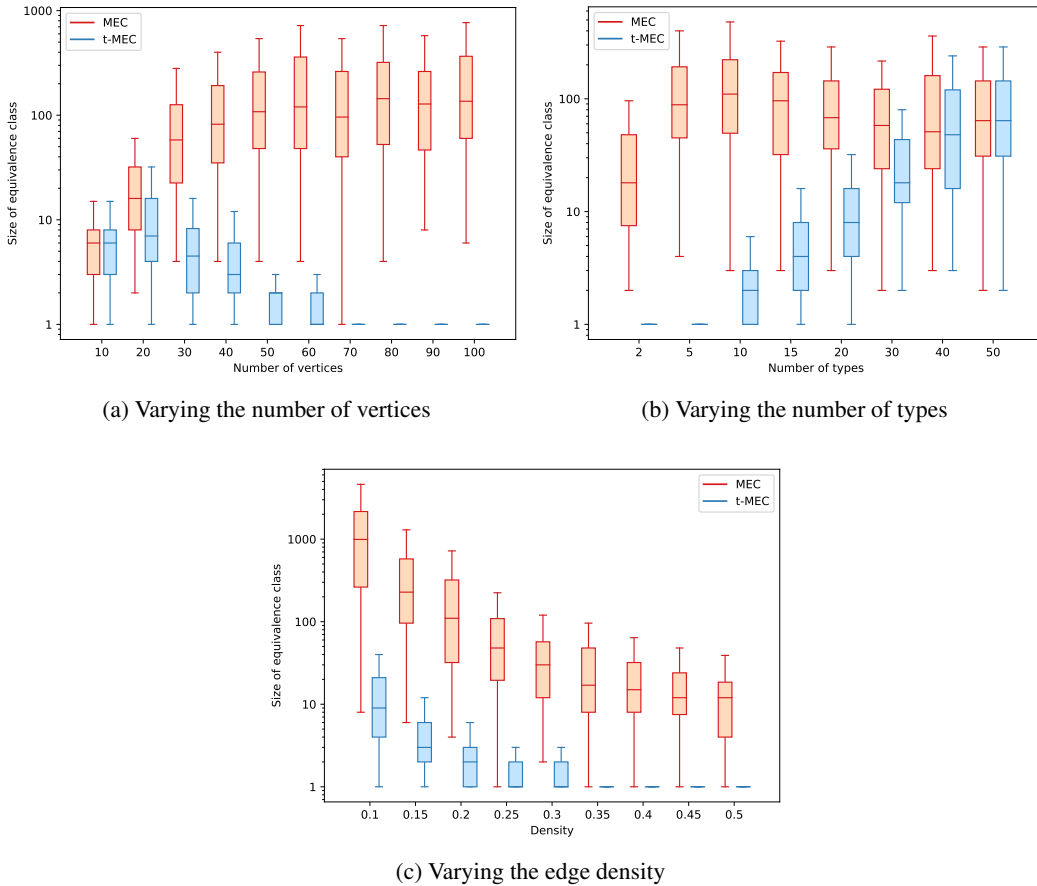 1000
100
10
1
Size of equivalence class
MEC
t-MEC
10 20 30 40 50 60 70 80 90 100
Number of vertices
(a) Varying the number of vertices
100
10
1
Size of equivalence class
MEC
t-MEC
2 5 10 15 20 30 40 50
Number of types
(b) Varying the number of types
1000
100
10
1
Size of equivalence class
MEC
t-MEC
0.1 0.15 0.2 0.25 0.3 0.35 0.4 0.45 0.5
Density
(c) Varying the edge density